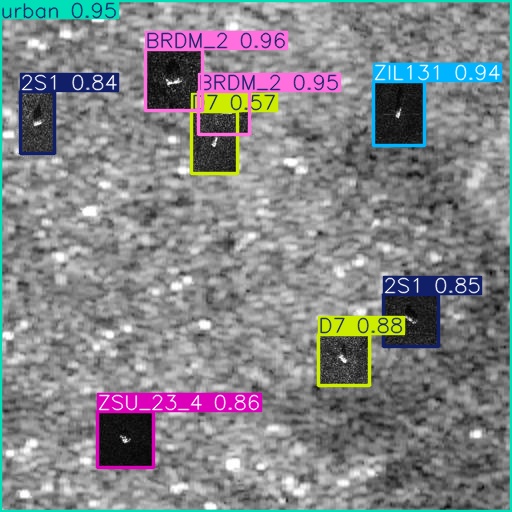 urban 0.95
BRDM_2 0.96
2S1 0.84
BRDM_2 0.95
ZIL131 0.94
D7 0.57
2S1 0.85
D7 0.88
ZSU_23_4 0.86